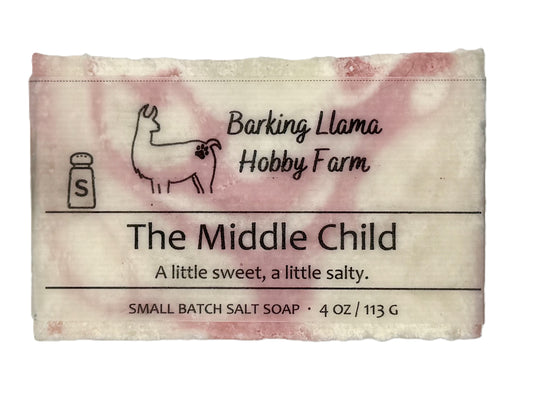 Barking Llama
Hobby Farm
S
The Middle Child
A little sweet, a little salty.
SMALL BATCH SALT SOAP · 4 OZ / 113 G